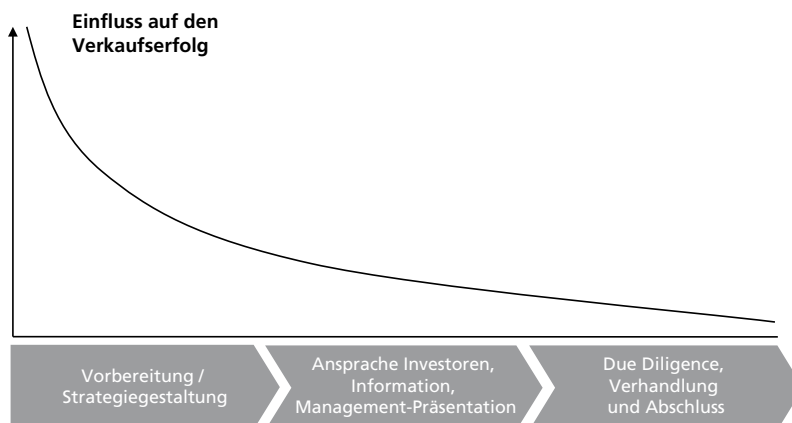 Einfluss auf den
Verkaufserfolg
Vorbereitung /
Strategiegestaltung
Ansprache Investoren,
Information,
Management-Präsentation
Due Diligence,
Verhandlung
und Abschluss